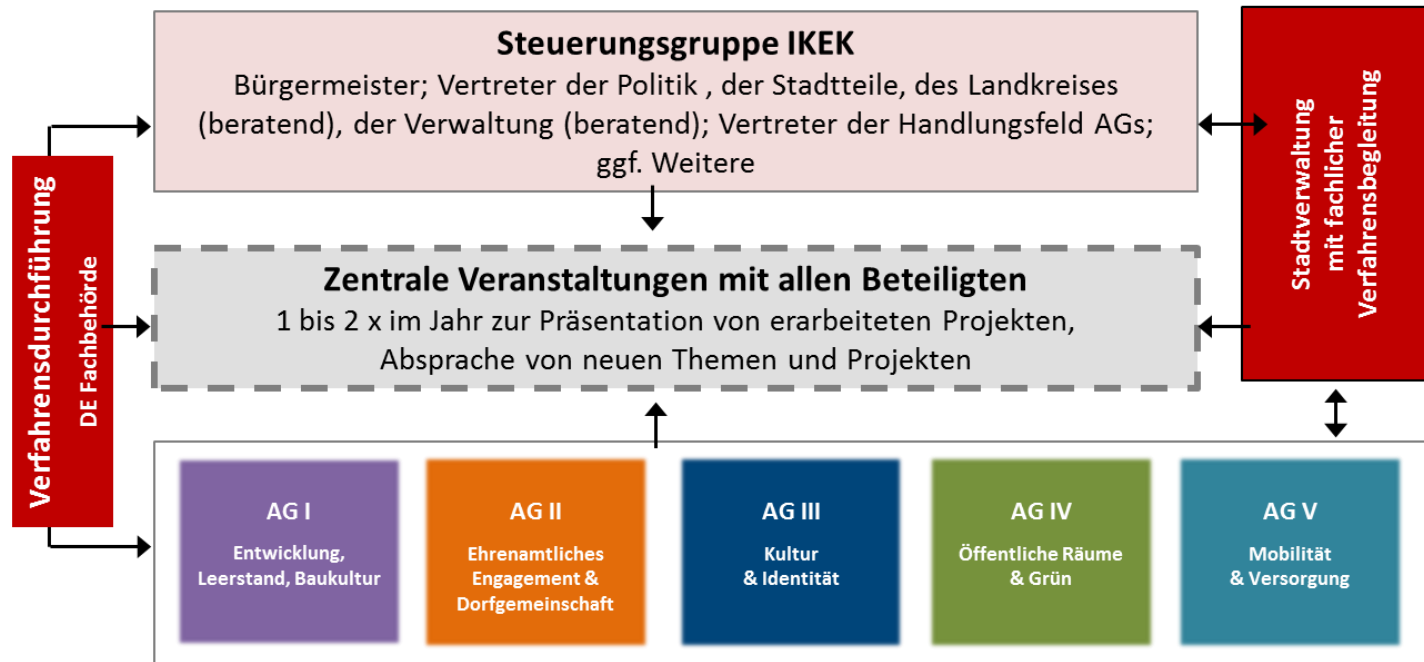 Steuerungsgruppe IKEK
Bürgermeister; Vertreter der Politik , der Stadtteile, des Landkreises
(beratend), der Verwaltung (beratend); Vertreter der Handlungsfeld AGs;
ggf. Weitere
Verfahrensdurchführung
DE Fachbehörde
Stadtverwaltung
mit fachlicher
Verfahrensbegleitung
Zentrale Veranstaltungen mit allen Beteiligten
1 bis 2 x im Jahr zur Präsentation von erarbeiteten Projekten,
Absprache von neuen Themen und Projekten
AG I
Entwicklung,
Leerstand, Baukultur
AG II
Ehrenamtliches
Engagement &
Dorfgemeinschaft
AG III
Kultur
& Identität
AG IV
Öffentliche Räume
& Grün
AG V
Mobilität
& Versorgung